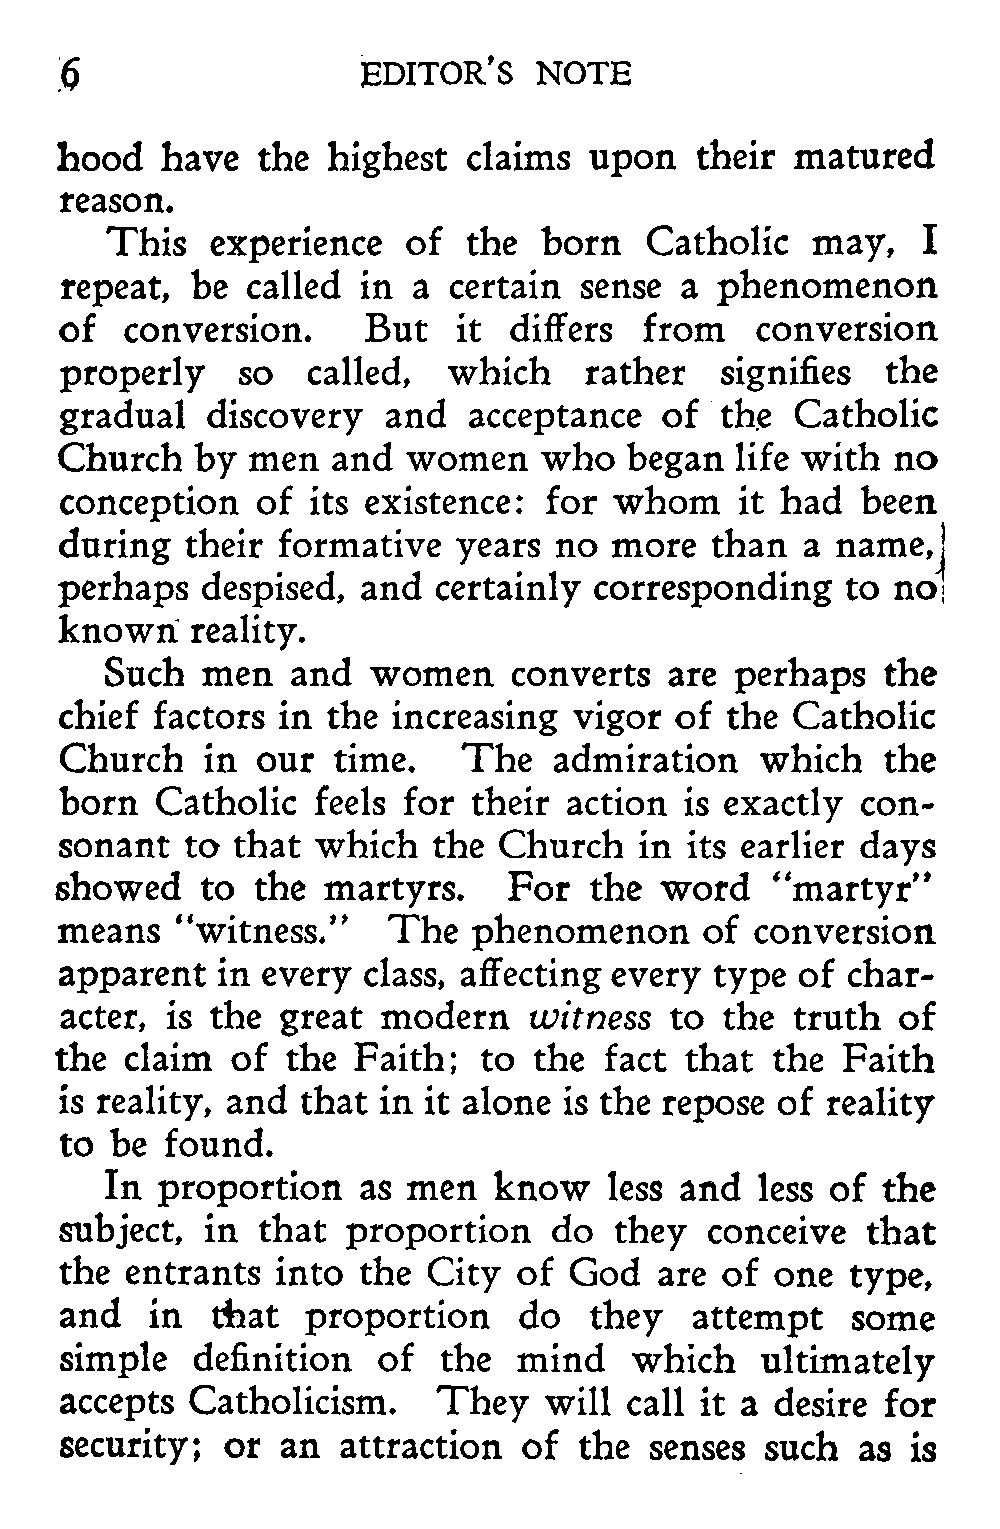 6 EDITOR'S NOTE
hood have the highest claims upon their matured
reason.
This experience of the born Catholic may, I
repeat, be called in a certain sense a phenomenon
of conversion. But it differs from conversion
properly so called, which rather signifies the
gradual discovery and acceptance of the Catholic
Church by men and women who began life with no
conception of its existence: for whom it had been
during their formative years no more than a name,
perhaps despised, and certainly corresponding to no
known reality.
Such men and women converts are perhaps the
chief factors in the increasing vigor of the Catholic
Church in our time. The admiration which the
born Catholic feels for their action is exactly con-
sonant to that which the Church in its earlier days
showed to the martyrs. For the word "martyr"
means "witness." The phenomenon of conversion
apparent in every class, affecting every type of char-
acter, is the great modern witness to the truth of
the claim of the Faith; to the fact that the Faith
is reality, and that in it alone is the repose of reality
to be found.
In proportion as men know less and less of the
subject, in that proportion do they conceive that
the entrants into the City of God are of one type,
and in that proportion do they attempt some
simple definition of the mind which ultimately
accepts Catholicism. They will call it a desire for
security; or an attraction of the senses such as is